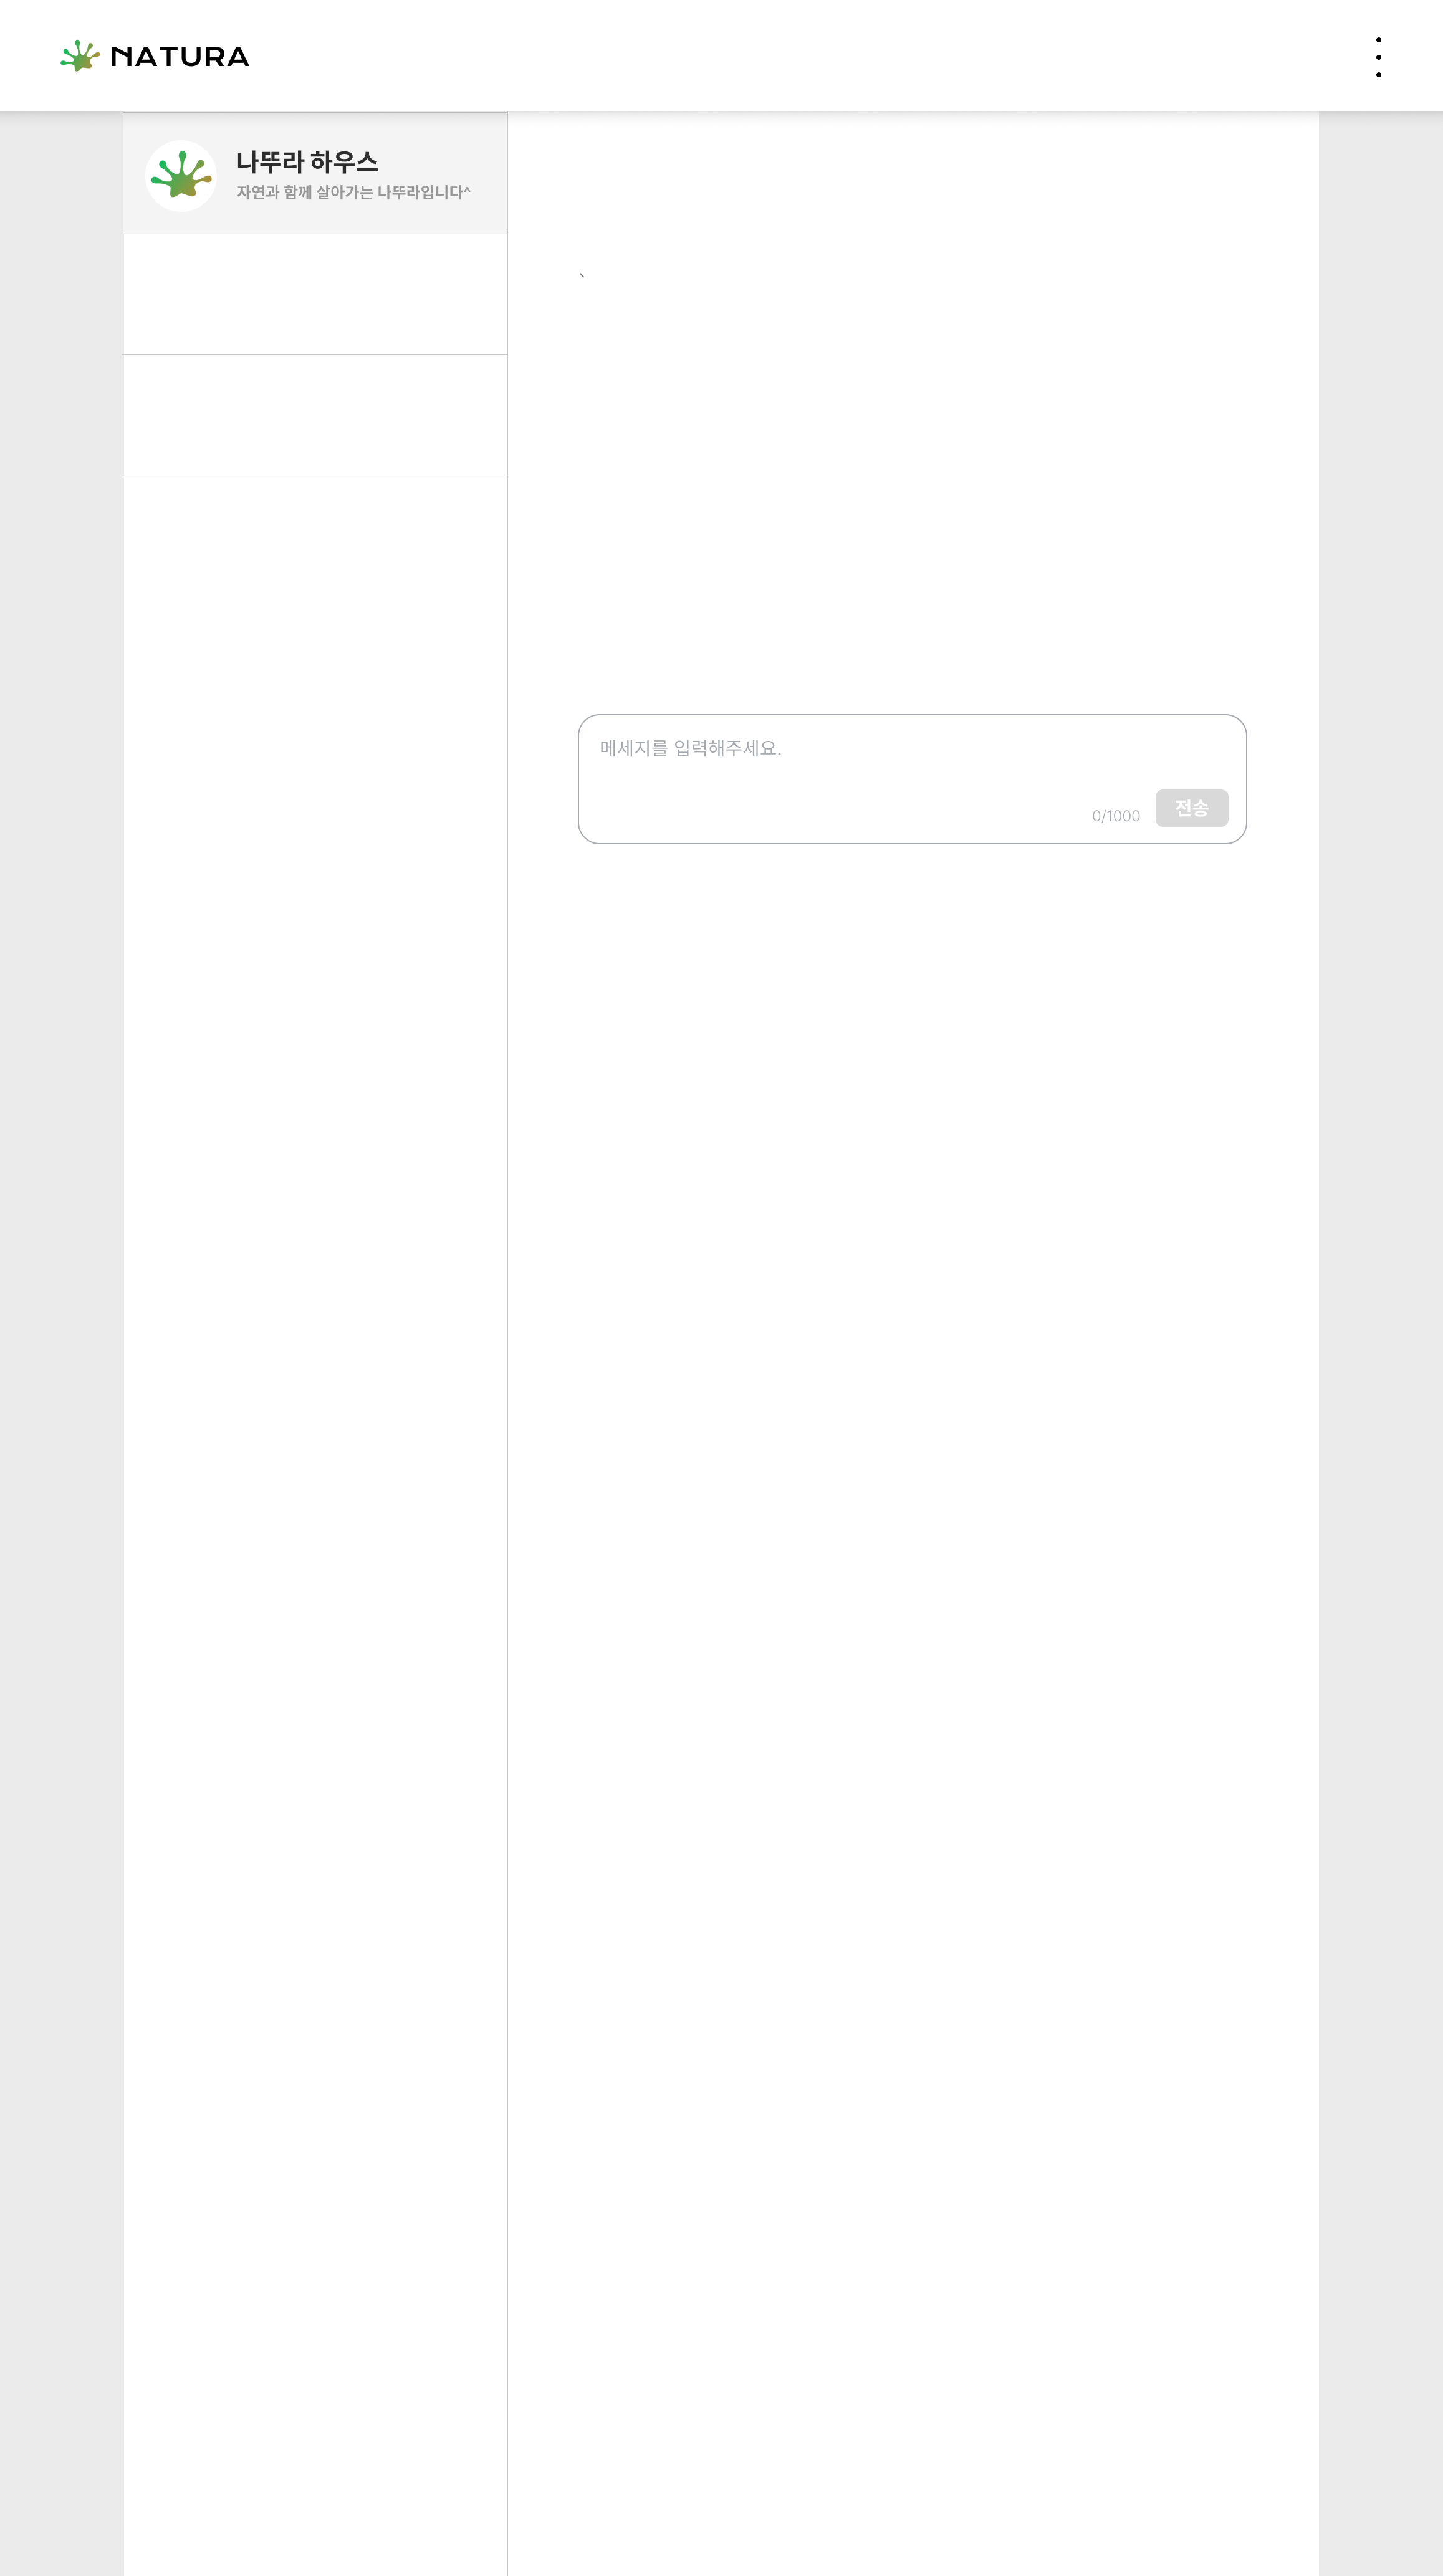 NATURA
나뚜라 하우스
자연과 함께 살아가는 나뚜라입니다^
、
메세지를 입력해주세요.
0/1000
전송